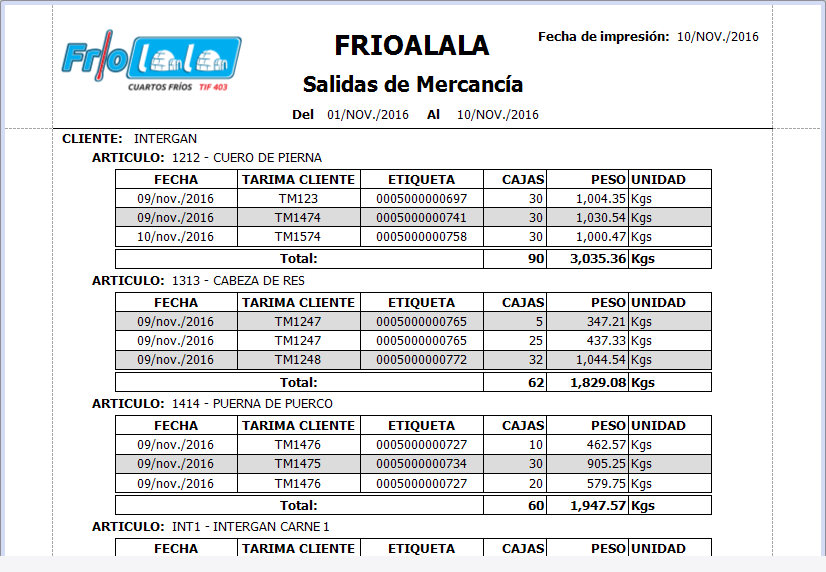 Friolala
CUARTOS FRÍOS TIF 403
FRIOALALA
Fecha de impresión: 10/NOV./2016
Salidas de Mercancía
Del 01/NOV./2016 Al 10/NOV./2016
CLIENTE: INTERGAN
ARTICULO: 1212 - CUERO DE PIERNA
FECHA TARIMA CLIENTE ETIQUETA CAJAS PESO UNIDAD
09/nov./2016 TM123 0005000000697 30 1,004.35 Kgs
09/nov./2016 TM1474 0005000000741 30 1,030.54 Kgs
10/nov./2016 TM1574 0005000000758 30 1,000.47 Kgs
Total: 90 3,035.36 Kgs
ARTICULO: 1313 - CABEZA DE RES
FECHA TARIMA CLIENTE ETIQUETA CAJAS PESO UNIDAD
09/nov./2016 TM1247 0005000000765 5 347.21 Kgs
09/nov./2016 TM1247 0005000000765 25 437.33 Kgs
09/nov./2016 TM1248 0005000000772 32 1,044.54 Kgs
Total: 62 1,829.08 Kgs
ARTICULO: 1414 - PUERNA DE PUERCO
FECHA TARIMA CLIENTE ETIQUETA CAJAS PESO UNIDAD
09/nov./2016 TM1476 0005000000727 10 462.57 Kgs
09/nov./2016 TM1475 0005000000734 30 905.25 Kgs
09/nov./2016 TM1476 0005000000727 20 579.75 Kgs
Total: 60 1,947.57 Kgs
ARTICULO: INT1 - INTERGAN CARNE 1
FECHA TARIMA CLIENTE ETIQUETA CAJAS PESO UNIDAD